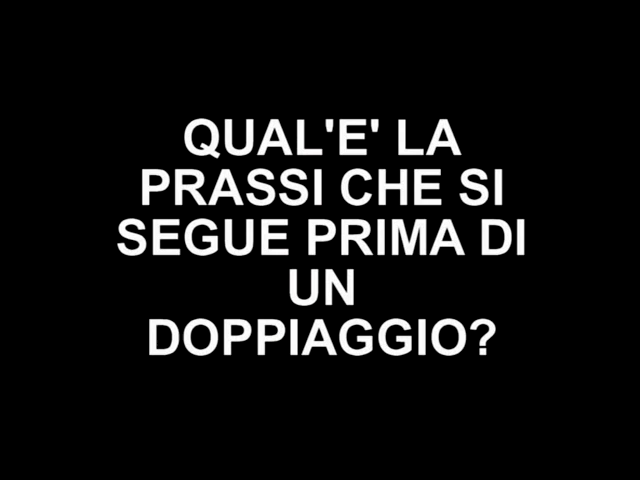 QUAL'E' LA
PRASSI CHE SI
SEGUE PRIMA DI
UN
DOPPIAGGIO?